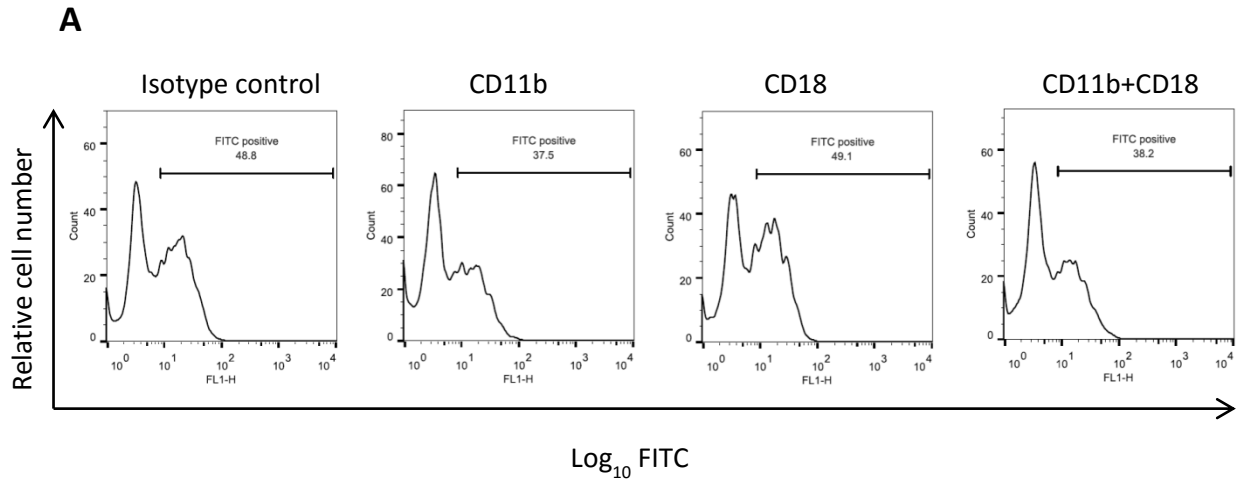 A
Isotype control
CD11b
CD18
CD11b+CD18
Relative cell number
Count
60
40
20
0
FITC positive
48.8
10^0 10^1 10^2 10^3 10^4
FL1-H
Count
80
60
40
20
0
FITC positive
37.5
10^0 10^1 10^2 10^3 10^4
FL1-H
Count
60
40
20
0
FITC positive
49.1
10^0 10^1 10^2 10^3 10^4
FL1-H
Count
60
40
20
0
FITC positive
38.2
10^0 10^1 10^2 10^3 10^4
FL1-H
Log10 FITC